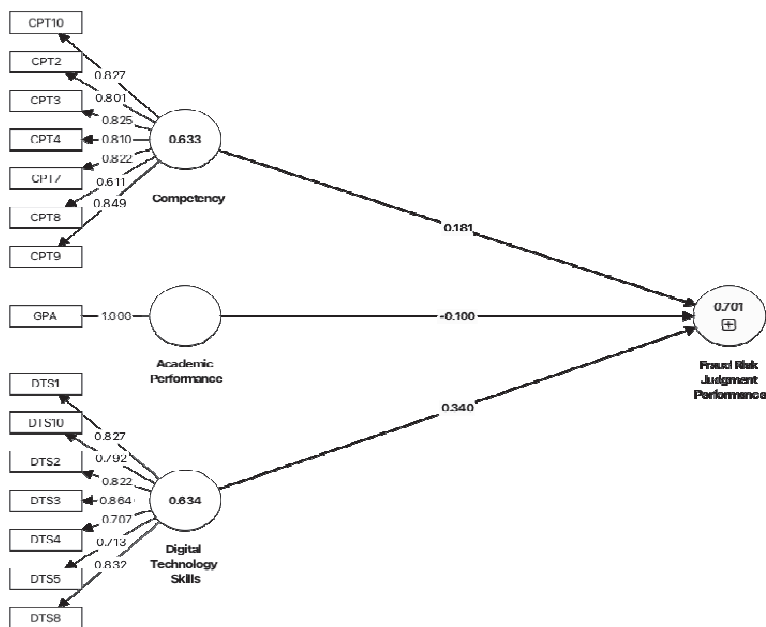 CPT10
0.827
CPT2
0.801
CPT3
0.825
CPT4
0.810
0.633
CPT7
0.822
CPT8
0.611
0.849
CPT9
Competency
0.181
GPA
1.000
-0.100
0.701
Academic
Performance
Fraud Risk
Judgment
Performance
DTS1
0.827
DTS10
0.792
DTS2
0.822
DTS3
0.864
0.634
DTS4
0.707
DTS5
0.713
0.832
DTS8
Digital
Technology
Skills
0.340